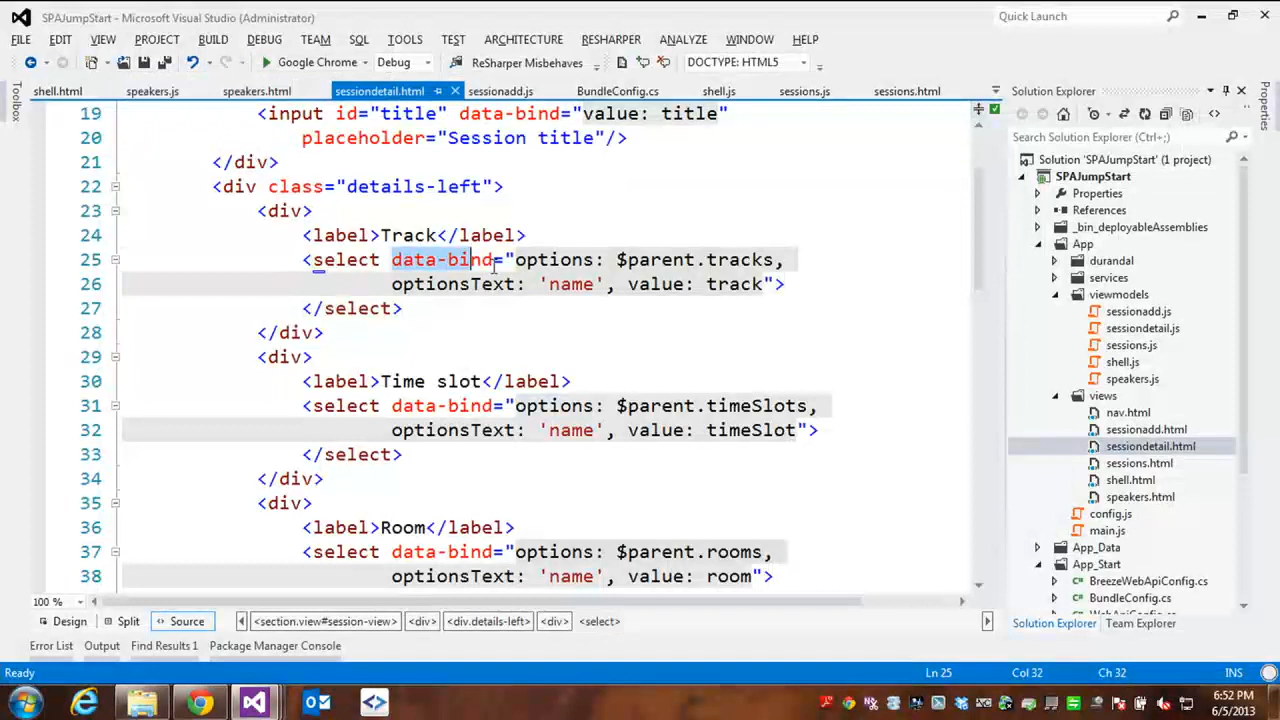 SPAJumpStart - Microsoft Visual Studio (Administrator)
Quick Launch
FILE EDIT VIEW PROJECT BUILD DEBUG TEAM SQL TOOLS TEST ARCHITECTURE RESHARPER ANALYZE WINDOW HELP
Google Chrome Debug ReSharper Misbehaves DOCTYPE: HTML5
shell.html speakers.js speakers.html sessiondetail.html sessionadd.js BundleConfig.cs shell.js sessions.js sessions.html
Toolbox
19 <input id="title" data-bind="value: title"
20 placeholder="Session title"/>
21 </div>
22 <div class="details-left">
23 <div>
24 <label>Track</label>
25 <select data-bind="options: $parent.tracks,
26 optionsText: 'name', value: track">
27 </select>
28 </div>
29 <div>
30 <label>Time slot</label>
31 <select data-bind="options: $parent.timeSlots,
32 optionsText: 'name', value: timeSlot">
33 </select>
34 </div>
35 <div>
36 <label>Room</label>
37 <select data-bind="options: $parent.rooms,
38 optionsText: 'name', value: room">
100 %
Design Split Source <section.view#session-view> <div> <div.details-left> <div> <select>
Error List Output Find Results 1 Package Manager Console
Solution Explorer
Search Solution Explorer (Ctrl+;)
Solution 'SPAJumpStart' (1 project)
SPAJumpStart
Properties
References
_bin_deployableAssemblies
App
durandal
services
viewmodels
sessionadd.js
sessiondetail.js
sessions.js
shell.js
speakers.js
views
nav.html
sessionadd.html
sessiondetail.html
sessions.html
shell.html
speakers.html
config.js
main.js
App_Data
App_Start
BreezeWebApiConfig.cs
BundleConfig.cs
WebApiConfig.cs
Solution Explorer Team Explorer
Properties
Ready Ln 25 Col 32 Ch 32 INS
6:52 PM
6/5/2013